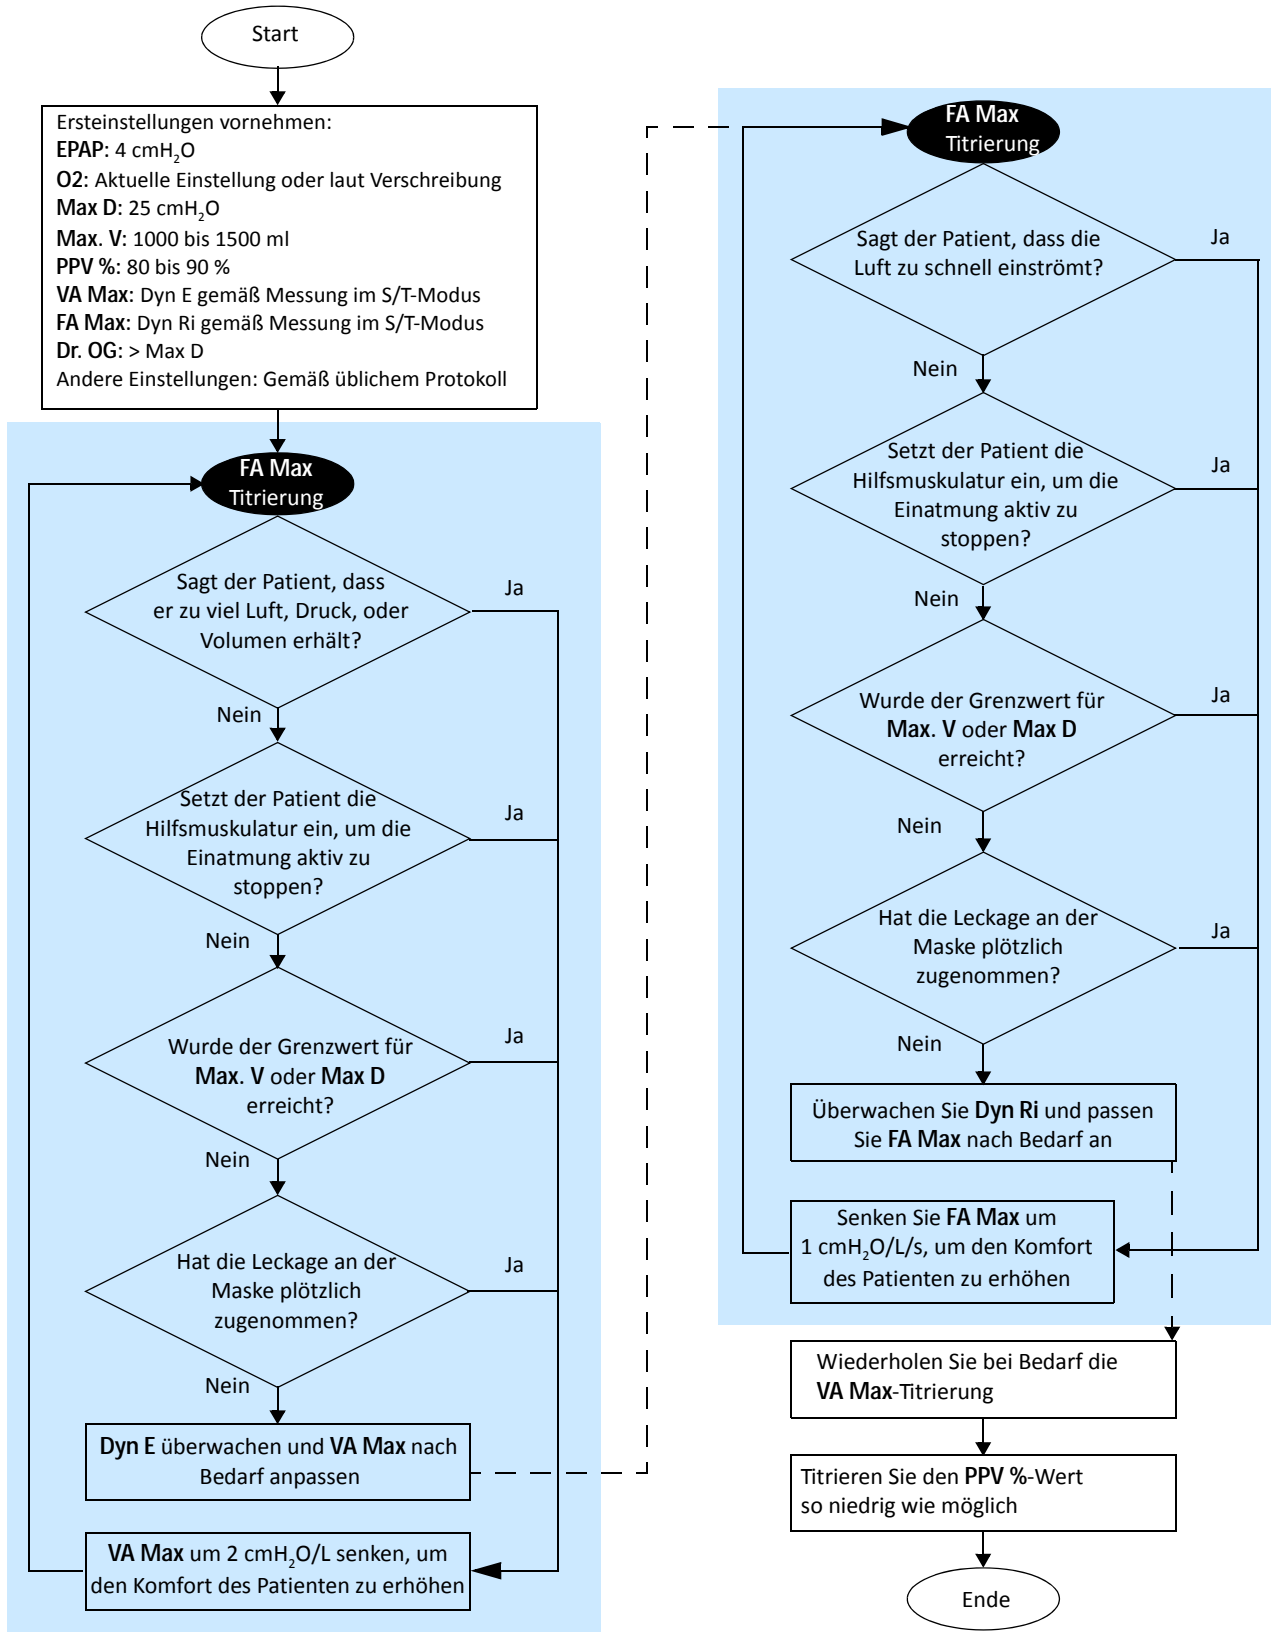 Start
Ersteinstellungen vornehmen:
EPAP: 4 cmH₂O
O2: Aktuelle Einstellung oder laut Verschreibung
Max D: 25 cmH₂O
Max. V: 1000 bis 1500 ml
PPV %: 80 bis 90 %
VA Max: Dyn E gemäß Messung im S/T-Modus
FA Max: Dyn Ri gemäß Messung im S/T-Modus
Dr. OG: > Max D
Andere Einstellungen: Gemäß üblichem Protokoll
FA Max
Titrierung
Sagt der Patient, dass
er zu viel Luft, Druck, oder
Volumen erhält?
Ja
Nein
Setzt der Patient die
Hilfsmuskulatur ein, um die
Einatmung aktiv zu
stoppen?
Ja
Nein
Wurde der Grenzwert für
Max. V oder Max D
erreicht?
Ja
Nein
Hat die Leckage an der
Maske plötzlich
zugenommen?
Ja
Nein
Dyn E überwachen und VA Max nach
Bedarf anpassen
VA Max um 2 cmH₂O/L senken, um
den Komfort des Patienten zu erhöhen
FA Max
Titrierung
Sagt der Patient, dass die
Luft zu schnell einströmt?
Ja
Nein
Setzt der Patient die
Hilfsmuskulatur ein, um die
Einatmung aktiv zu
stoppen?
Ja
Nein
Wurde der Grenzwert für
Max. V oder Max D
erreicht?
Ja
Nein
Hat die Leckage an der
Maske plötzlich
zugenommen?
Ja
Nein
Überwachen Sie Dyn Ri und passen
Sie FA Max nach Bedarf an
Senken Sie FA Max um
1 cmH₂O/L/s, um den Komfort
des Patienten zu erhöhen
Wiederholen Sie bei Bedarf die
VA Max-Titrierung
Titrieren Sie den PPV %-Wert
so niedrig wie möglich
Ende